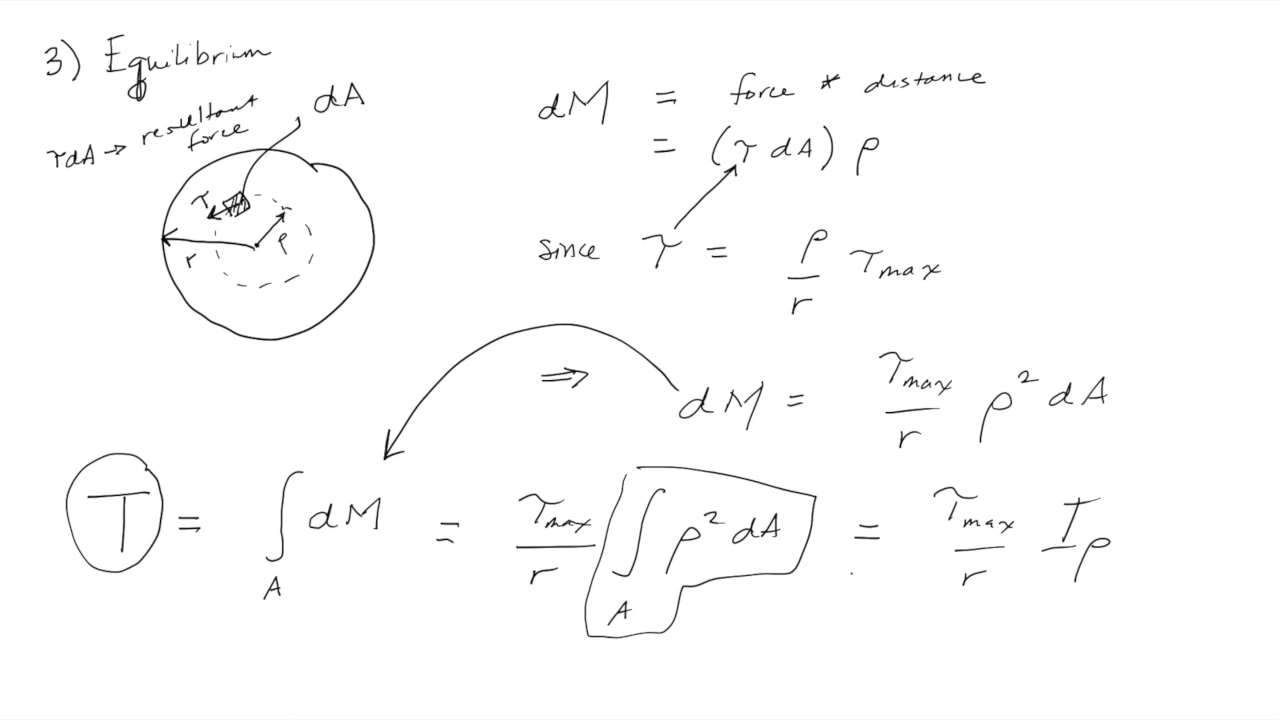 3) Equilibrium
τdA → resultant force
dA
τ
r
ρ
dM = force * distance
= (τ dA) ρ
since τ = ρ/r τmax
⇒ dM = τmax/r ρ² dA
T = ∫A dM = τmax/r ∫A ρ² dA = τmax/r Iρ